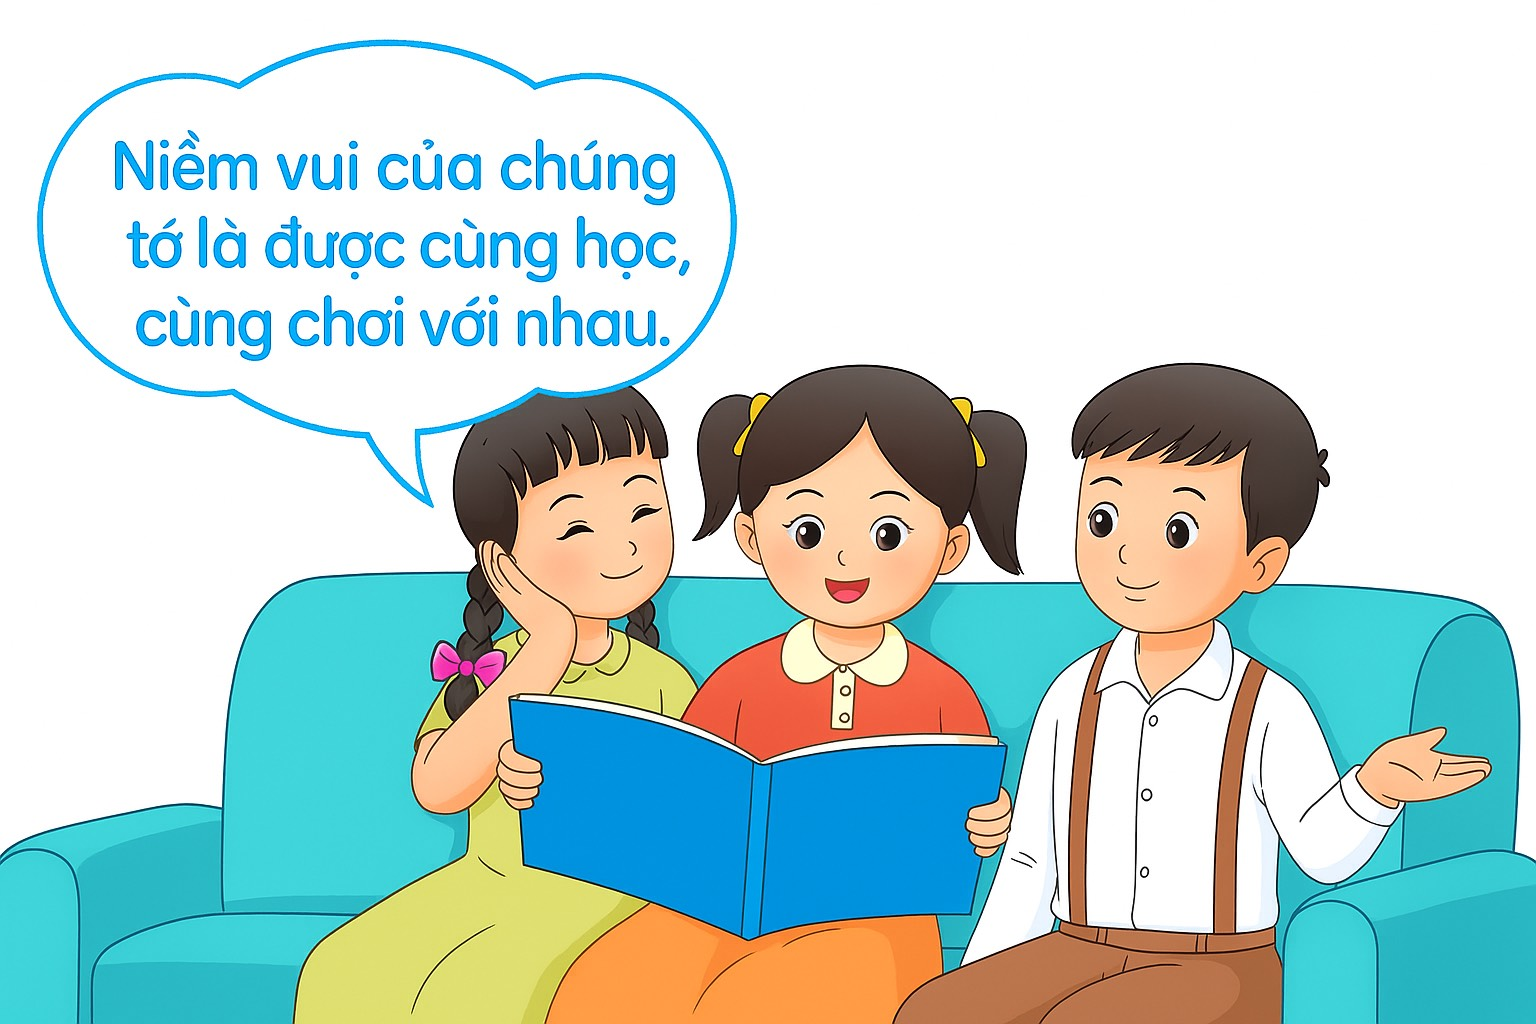 Niềm vui của chúng
tớ là được cùng học,
cùng chơi với nhau.